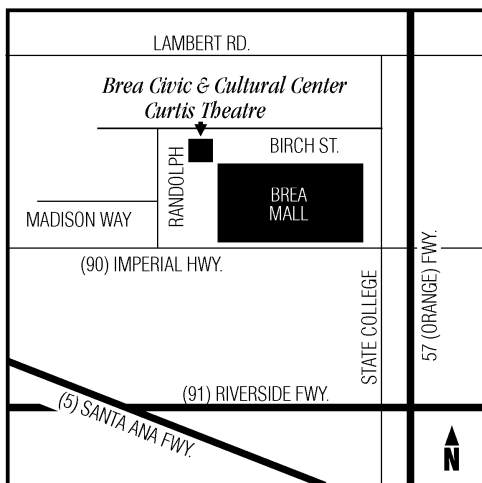 LAMBERT RD.
Brea Civic & Cultural Center
Curtis Theatre
RANDOLPH
BIRCH ST.
BREA
MALL
MADISON WAY
(90) IMPERIAL HWY.
STATE COLLEGE
57 (ORANGE) FWY.
(91) RIVERSIDE FWY.
(5) SANTA ANA FWY.
N